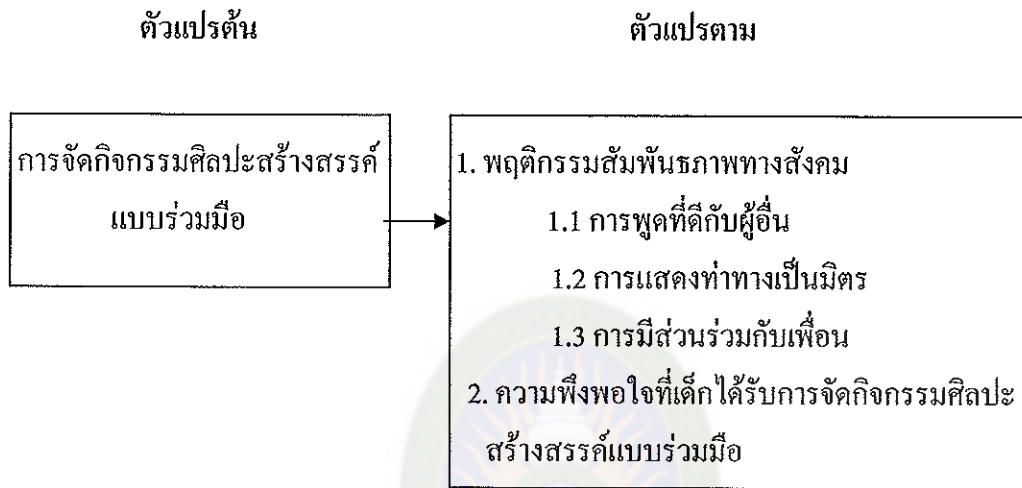 ตัวแปรต้น
ตัวแปรตาม
การจัดกิจกรรมศิลปะสร้างสรรค์
แบบร่วมมือ
1. พฤติกรรมสัมพันธภาพทางสังคม
1.1 การพูดที่ดีกับผู้อื่น
1.2 การแสดงท่าทางเป็นมิตร
1.3 การมีส่วนร่วมกับเพื่อน
2. ความพึงพอใจที่เด็กได้รับการจัดกิจกรรมศิลปะ
สร้างสรรค์แบบร่วมมือ